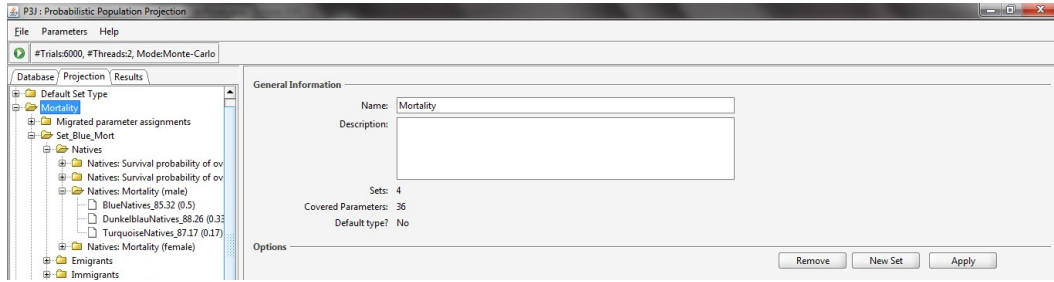 P3J : Probabilistic Population Projection
File Parameters Help
#Trials:6000, #Threads:2, Mode:Monte-Carlo
Database Projection Results
Default Set Type
Mortality
Migrated parameter assignments
Set_Blue_Mort
Natives
Natives: Survival probability of ov
Natives: Survival probability of ov
Natives: Mortality (male)
BlueNatives_85.32 (0.5)
DunkelblauNatives_88.26 (0.33
TurquoiseNatives_87.17 (0.17)
Natives: Mortality (female)
Emigrants
Immigrants
General Information
Name: Mortality
Description:
Sets: 4
Covered Parameters: 36
Default type? No
Options
Remove New Set Apply